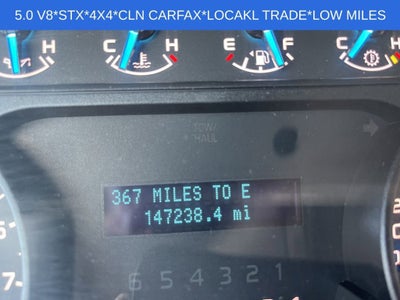 5.0 V8*STX*4X4*CLN CARFAX*LOCAKL TRADE*LOW MILES
C H C H E F C H
TOW/
HAUL
367 MILES TO E
147238.4 mi
6 5 4 3 2 1
7